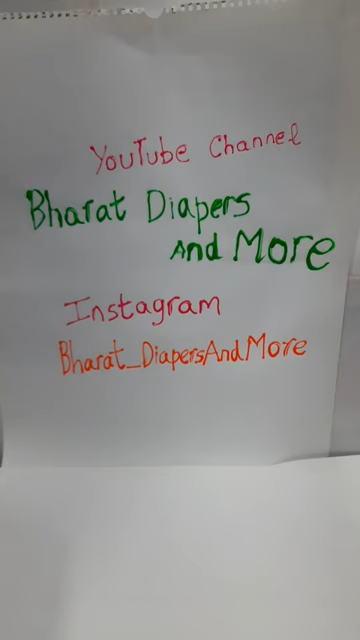 YouTube Channel
Bharat Diapers
And More
Instagram
Bharat_DiapersAndMore